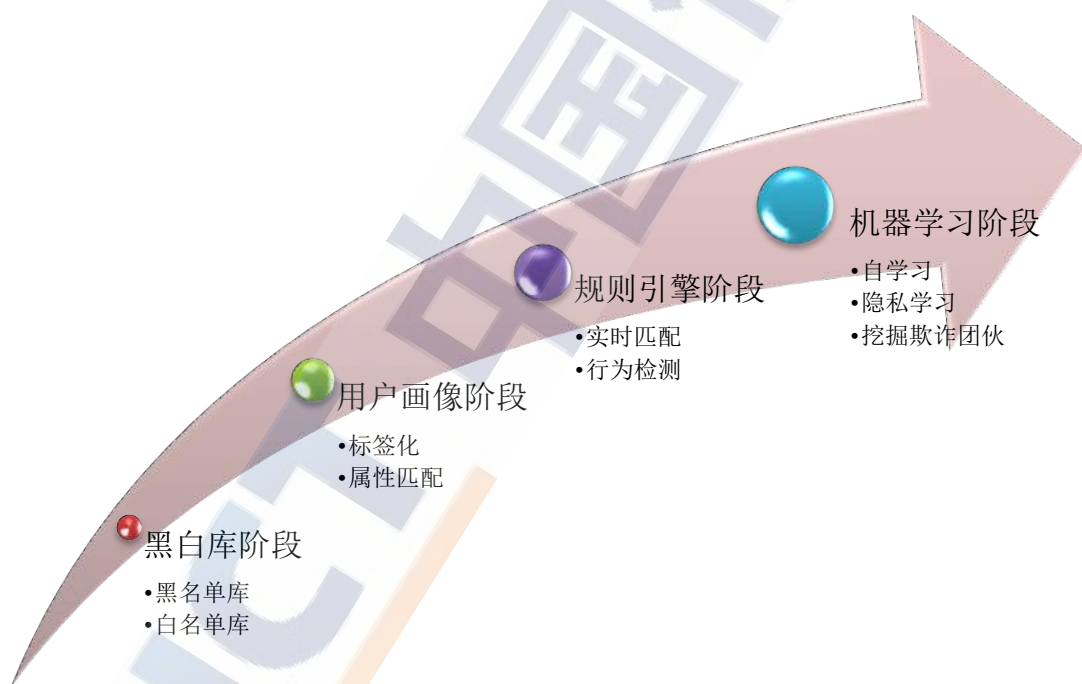 黑白库阶段
•黑名单库
•白名单库
用户画像阶段
•标签化
•属性匹配
规则引擎阶段
•实时匹配
•行为检测
机器学习阶段
•自学习
•隐私学习
•挖掘欺诈团伙